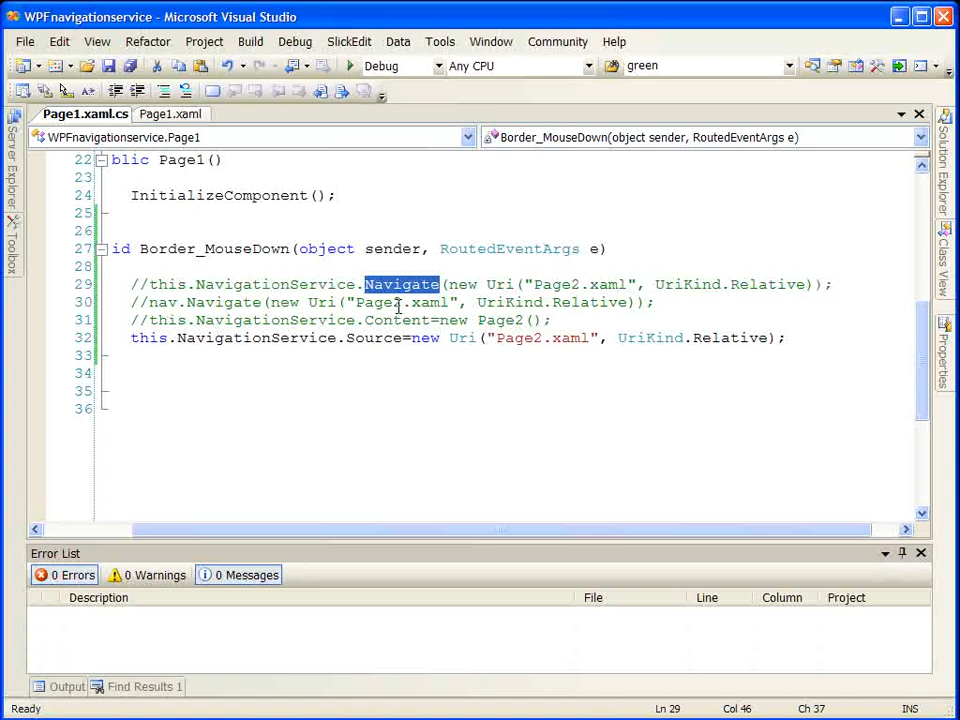 WPFnavigationservice - Microsoft Visual Studio
File Edit View Refactor Project Build Debug SlickEdit Data Tools Window Community Help
Debug Any CPU green
Page1.xaml.cs Page1.xaml
WPFnavigationservice.Page1 Border_MouseDown(object sender, RoutedEventArgs e)
Server Explorer
Toolbox
22 blic Page1()
23
24 InitializeComponent();
25
26
27 id Border_MouseDown(object sender, RoutedEventArgs e)
28
29 //this.NavigationService.Navigate(new Uri("Page2.xaml", UriKind.Relative));
30 //nav.Navigate(new Uri("Page2.xaml", UriKind.Relative));
31 //this.NavigationService.Content=new Page2();
32 this.NavigationService.Source=new Uri("Page2.xaml", UriKind.Relative);
33
34
35
36
Solution Explorer
Class View
Properties
Error List
0 Errors 0 Warnings 0 Messages
Description File Line Column Project
Output Find Results 1
Ready Ln 29 Col 46 Ch 37 INS